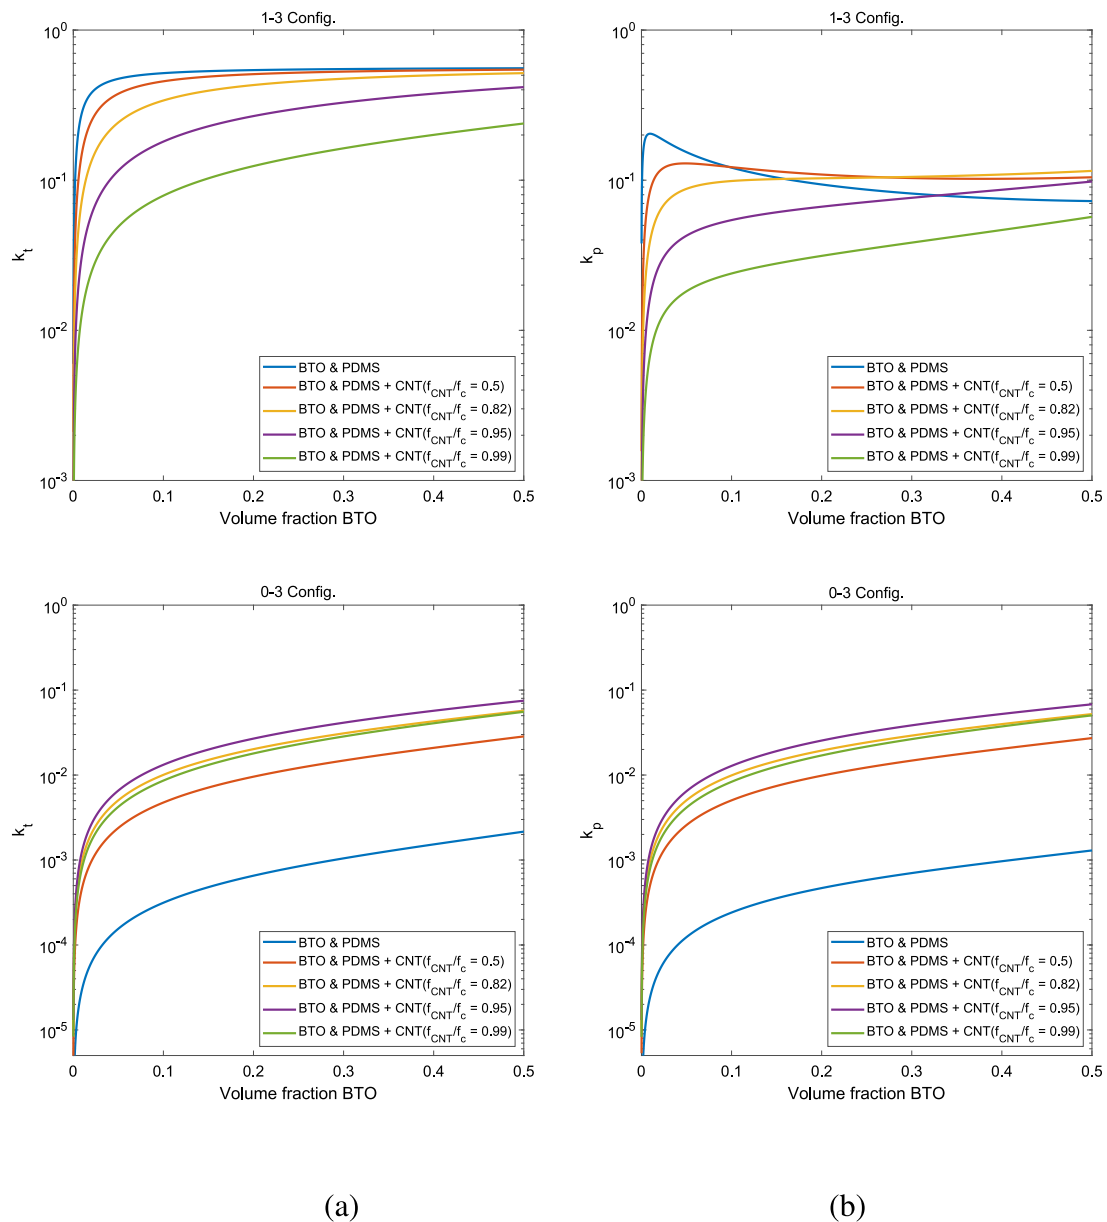 1-3 Config.
10^0
10^-1
10^-2
10^-3
k_t
0 0.1 0.2 0.3 0.4 0.5
Volume fraction BTO
BTO & PDMS
BTO & PDMS + CNT(f_CNT/f_c = 0.5)
BTO & PDMS + CNT(f_CNT/f_c = 0.82)
BTO & PDMS + CNT(f_CNT/f_c = 0.95)
BTO & PDMS + CNT(f_CNT/f_c = 0.99)
1-3 Config.
10^0
10^-1
10^-2
10^-3
k_p
0 0.1 0.2 0.3 0.4 0.5
Volume fraction BTO
BTO & PDMS
BTO & PDMS + CNT(f_CNT/f_c = 0.5)
BTO & PDMS + CNT(f_CNT/f_c = 0.82)
BTO & PDMS + CNT(f_CNT/f_c = 0.95)
BTO & PDMS + CNT(f_CNT/f_c = 0.99)
0-3 Config.
10^0
10^-1
10^-2
10^-3
10^-4
10^-5
k_t
0 0.1 0.2 0.3 0.4 0.5
Volume fraction BTO
BTO & PDMS
BTO & PDMS + CNT(f_CNT/f_c = 0.5)
BTO & PDMS + CNT(f_CNT/f_c = 0.82)
BTO & PDMS + CNT(f_CNT/f_c = 0.95)
BTO & PDMS + CNT(f_CNT/f_c = 0.99)
0-3 Config.
10^0
10^-1
10^-2
10^-3
10^-4
10^-5
k_p
0 0.1 0.2 0.3 0.4 0.5
Volume fraction BTO
BTO & PDMS
BTO & PDMS + CNT(f_CNT/f_c = 0.5)
BTO & PDMS + CNT(f_CNT/f_c = 0.82)
BTO & PDMS + CNT(f_CNT/f_c = 0.95)
BTO & PDMS + CNT(f_CNT/f_c = 0.99)
(a)
(b)